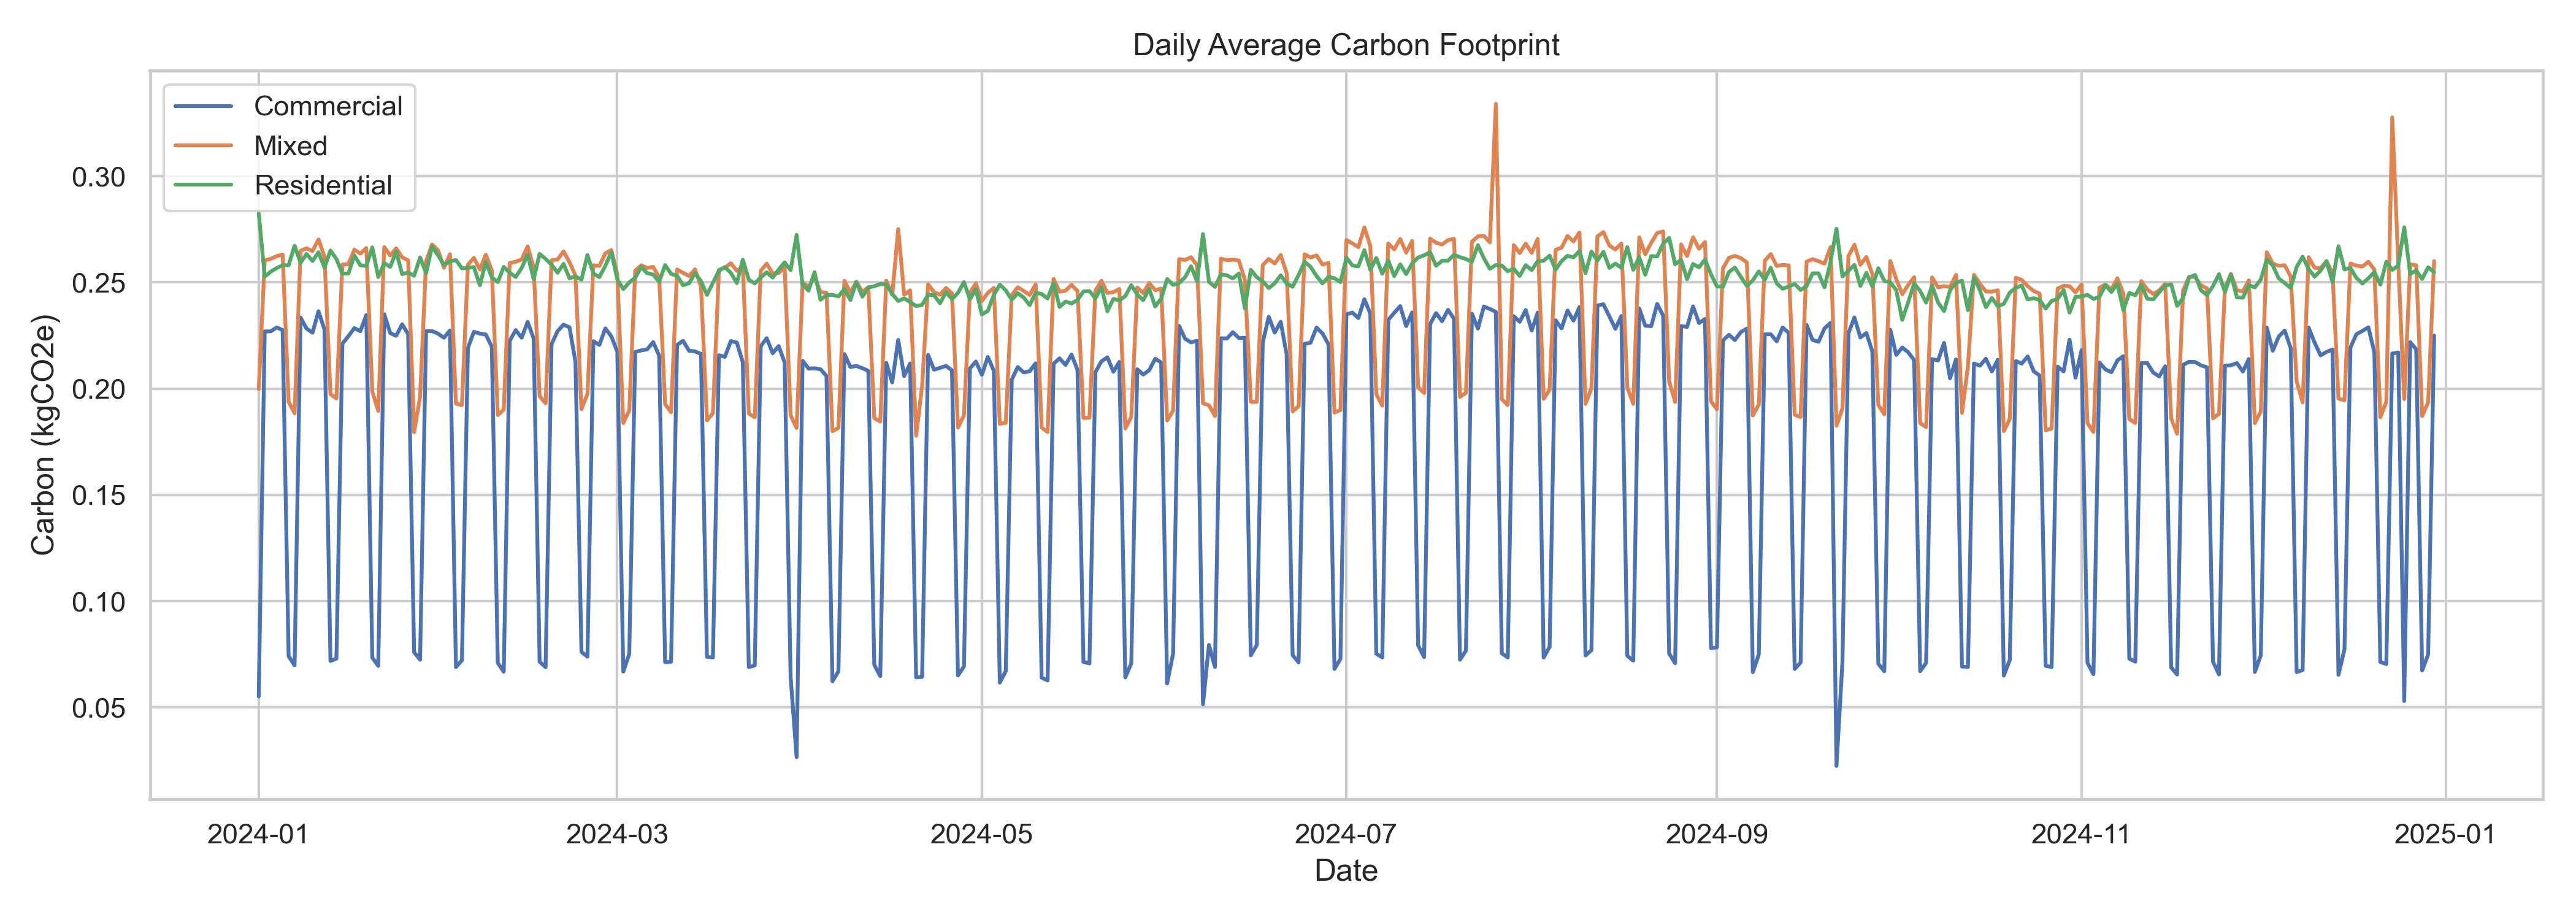 Daily Average Carbon Footprint
Commercial
Mixed
Residential
Carbon (kgCO2e)
0.30
0.25
0.20
0.15
0.10
0.05
2024-01
2024-03
2024-05
2024-07
2024-09
2024-11
2025-01
Date